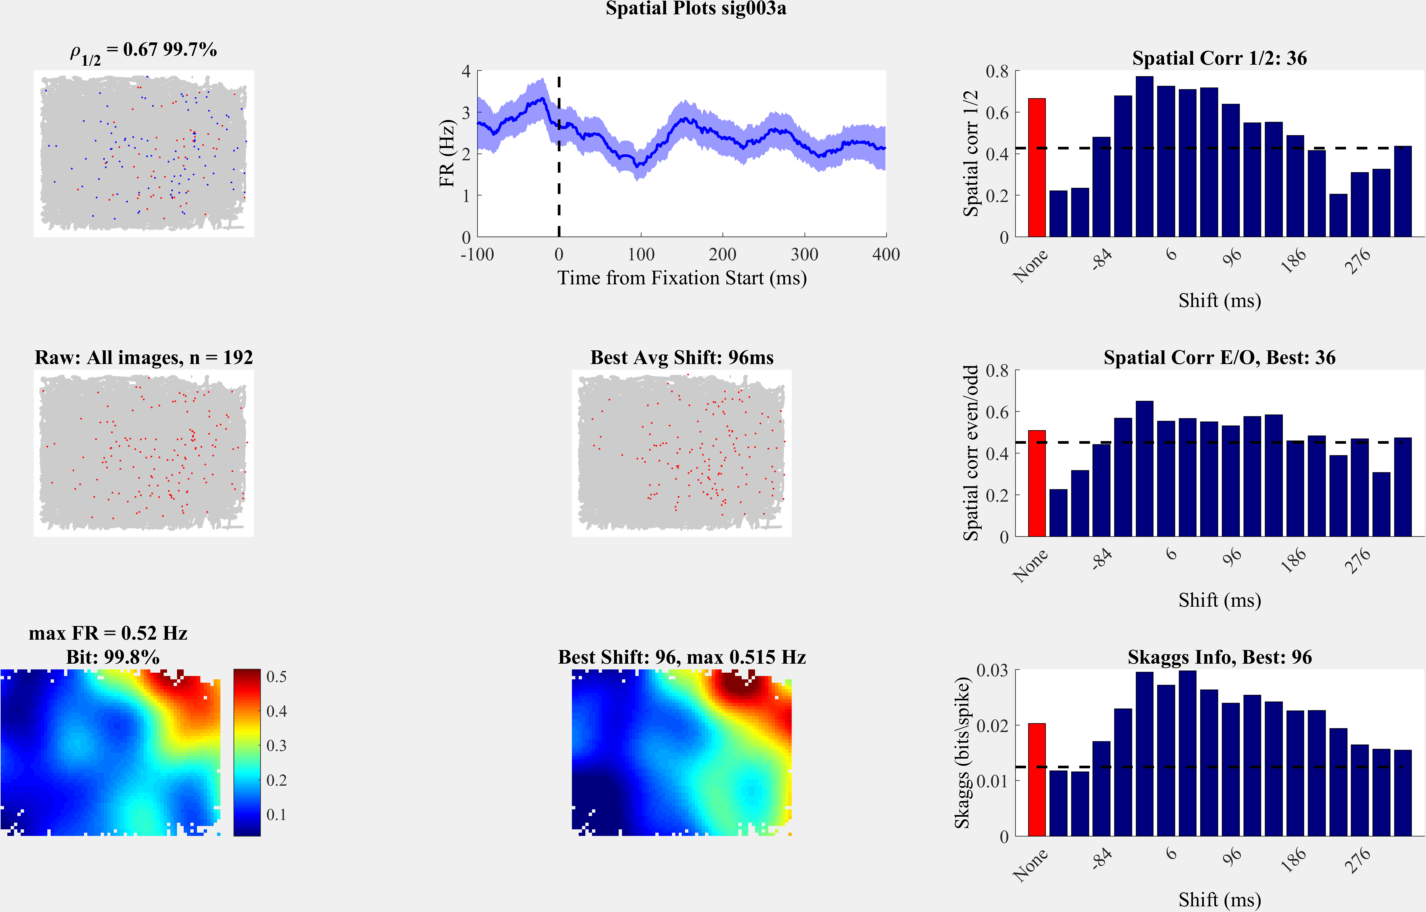 Spatial Plots sig003a
ρ1/2 = 0.67 99.7%
4
3
2
1
0
FR (Hz)
-100
0
100
200
300
400
Time from Fixation Start (ms)
Spatial Corr 1/2: 36
0.8
0.6
0.4
0.2
0
Spatial corr 1/2
None
-84
6
96
186
276
Shift (ms)
Raw: All images, n = 192
Best Avg Shift: 96ms
Spatial Corr E/O, Best: 36
0.8
0.6
0.4
0.2
0
Spatial corr even/odd
None
-84
6
96
186
276
Shift (ms)
max FR = 0.52 Hz
Bit: 99.8%
0.5
0.4
0.3
0.2
0.1
Best Shift: 96, max 0.515 Hz
Skaggs Info, Best: 96
0.03
0.02
0.01
0
Skaggs (bits\spike)
None
-84
6
96
186
276
Shift (ms)